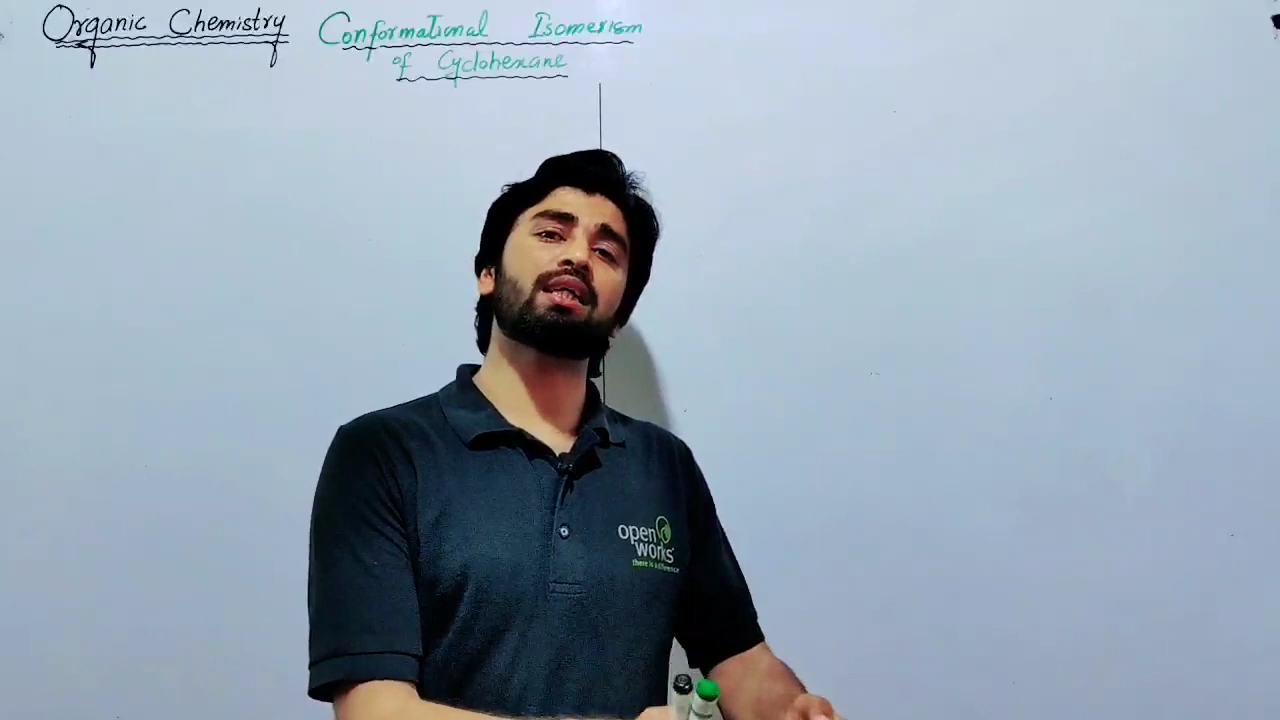 Organic Chemistry Conformational Isomerism
of Cyclohexane
open
works
there is a difference